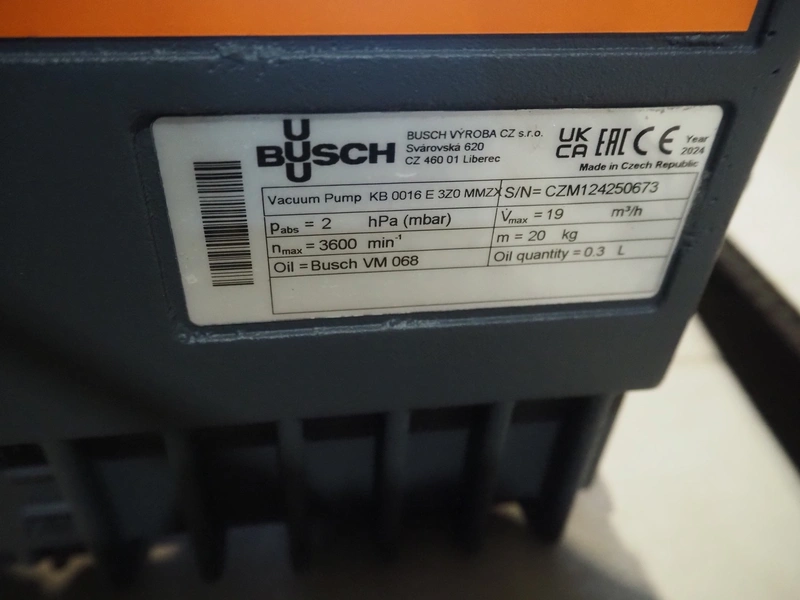 BUSCH
BUSCH VÝROBA CZ s.r.o.
Svárovská 620
CZ 460 01 Liberec
UK CA EAC CE Year 2024
Made in Czech Republic
Vacuum Pump KB 0016 E 3Z0 MMZX S/N= CZM124250673
pabs = 2 hPa (mbar) V̇max = 19 m³/h
nmax = 3600 min⁻¹ m = 20 kg
Oil = Busch VM 068 Oil quantity = 0.3 L